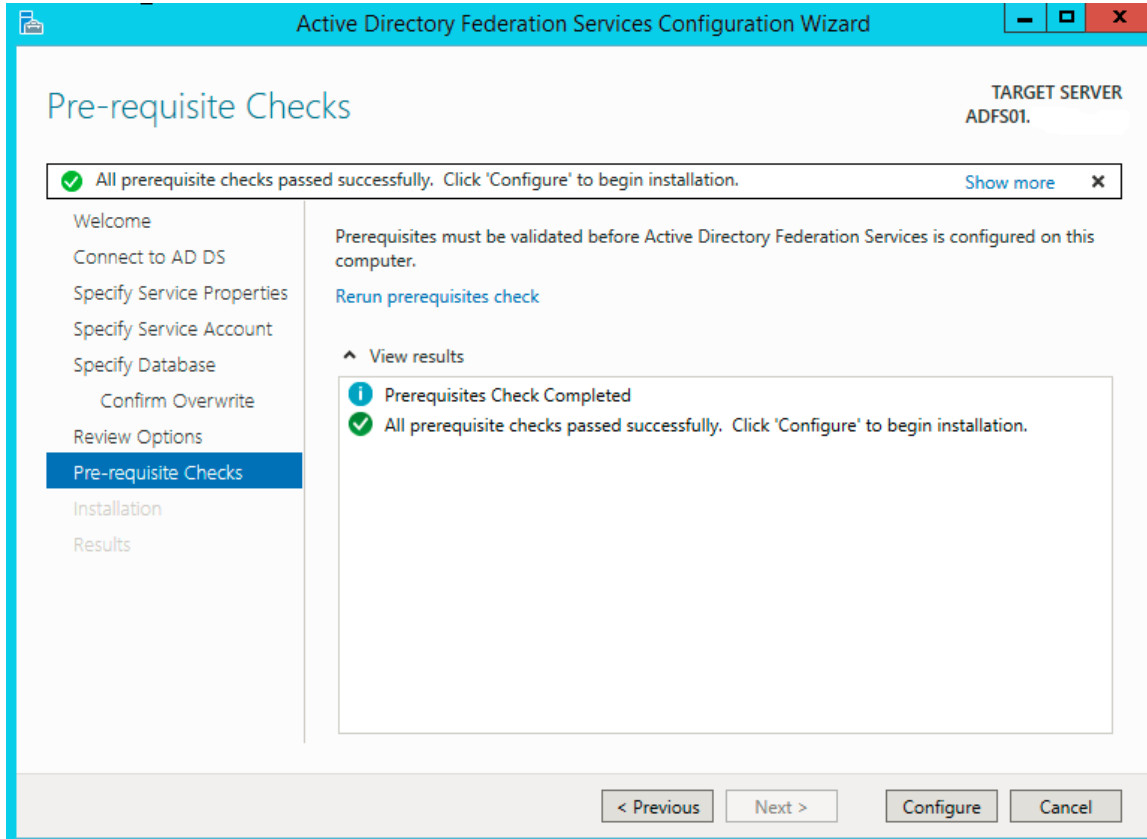 Active Directory Federation Services Configuration Wizard
Pre-requisite Checks
TARGET SERVER
ADFS01.
All prerequisite checks passed successfully. Click 'Configure' to begin installation.
Show more
Welcome
Connect to AD DS
Specify Service Properties
Specify Service Account
Specify Database
Confirm Overwrite
Review Options
Pre-requisite Checks
Installation
Results
Prerequisites must be validated before Active Directory Federation Services is configured on this
computer.
Rerun prerequisites check
View results
Prerequisites Check Completed
All prerequisite checks passed successfully. Click 'Configure' to begin installation.
< Previous
Next >
Configure
Cancel